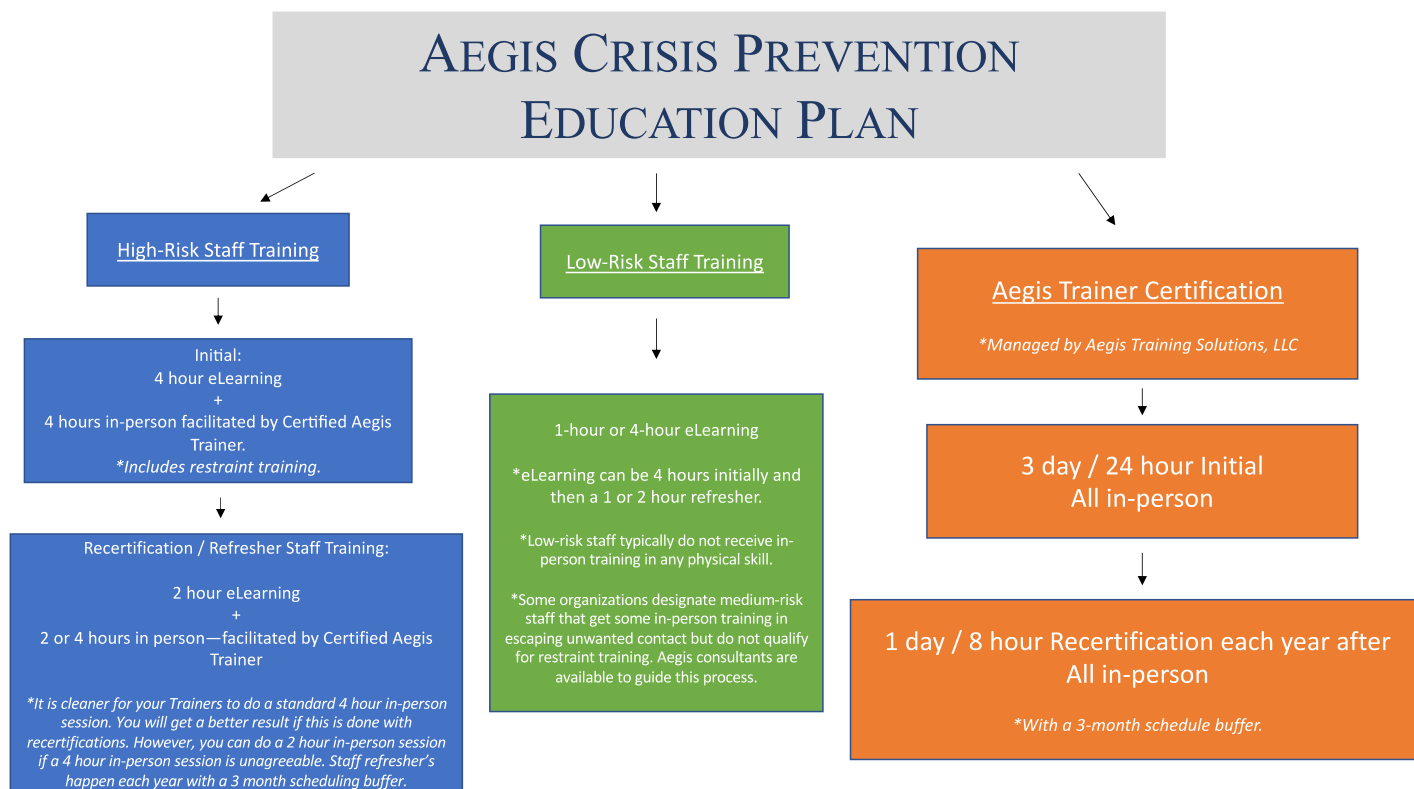 AEGIS CRISIS PREVENTION
EDUCATION PLAN
High-Risk Staff Training
Initial:
4 hour eLearning
+
4 hours in-person facilitated by Certified Aegis
Trainer.
*Includes restraint training.
Recertification / Refresher Staff Training:
2 hour eLearning
+
2 or 4 hours in person—facilitated by Certified Aegis
Trainer
*It is cleaner for your Trainers to do a standard 4 hour in-person
session. You will get a better result if this is done with
recertifications. However, you can do a 2 hour in-person session
if a 4 hour in-person session is unagreeable. Staff refresher’s
happen each year with a 3 month scheduling buffer.
Low-Risk Staff Training
1-hour or 4-hour eLearning
*eLearning can be 4 hours initially and
then a 1 or 2 hour refresher.
*Low-risk staff typically do not receive in-
person training in any physical skill.
*Some organizations designate medium-risk
staff that get some in-person training in
escaping unwanted contact but do not qualify
for restraint training. Aegis consultants are
available to guide this process.
Aegis Trainer Certification
*Managed by Aegis Training Solutions, LLC
3 day / 24 hour Initial
All in-person
1 day / 8 hour Recertification each year after
All in-person
*With a 3-month schedule buffer.